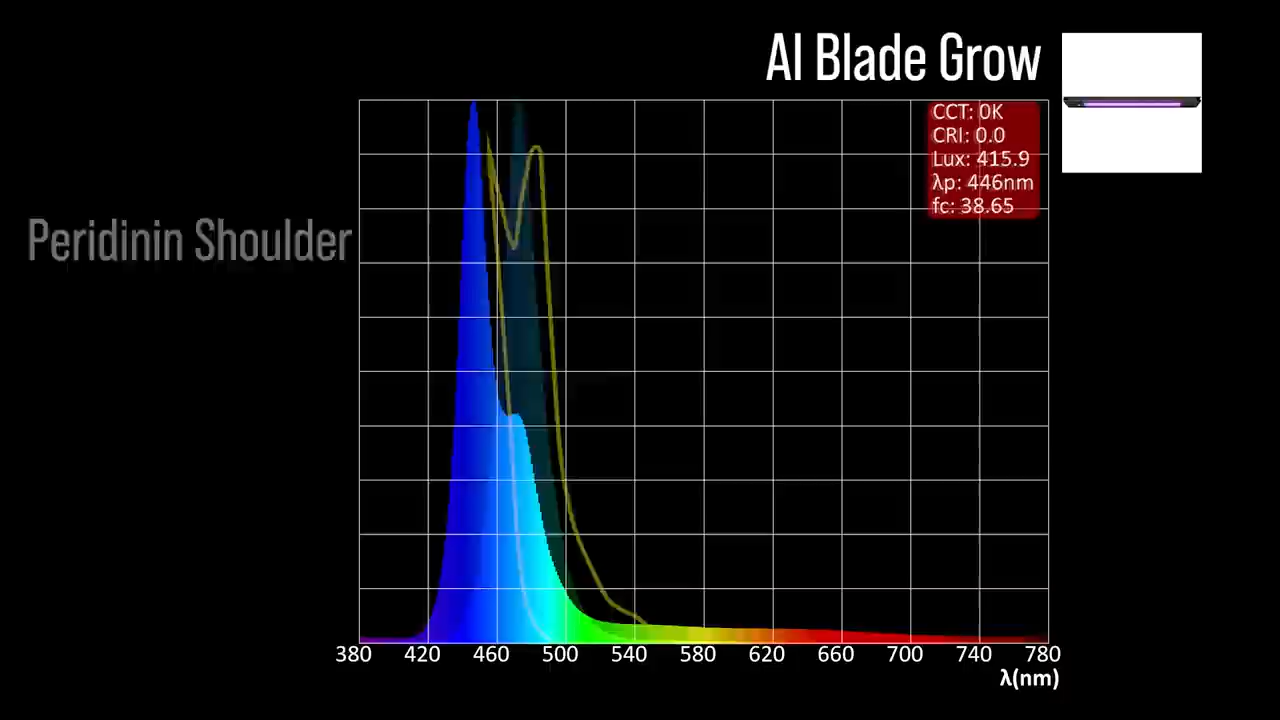 AI Blade Grow
CCT: 0K
CRI: 0.0
Lux: 415.9
λp: 446nm
fc: 38.65
Peridinin Shoulder
380 420 460 500 540 580 620 660 700 740 780
λ(nm)